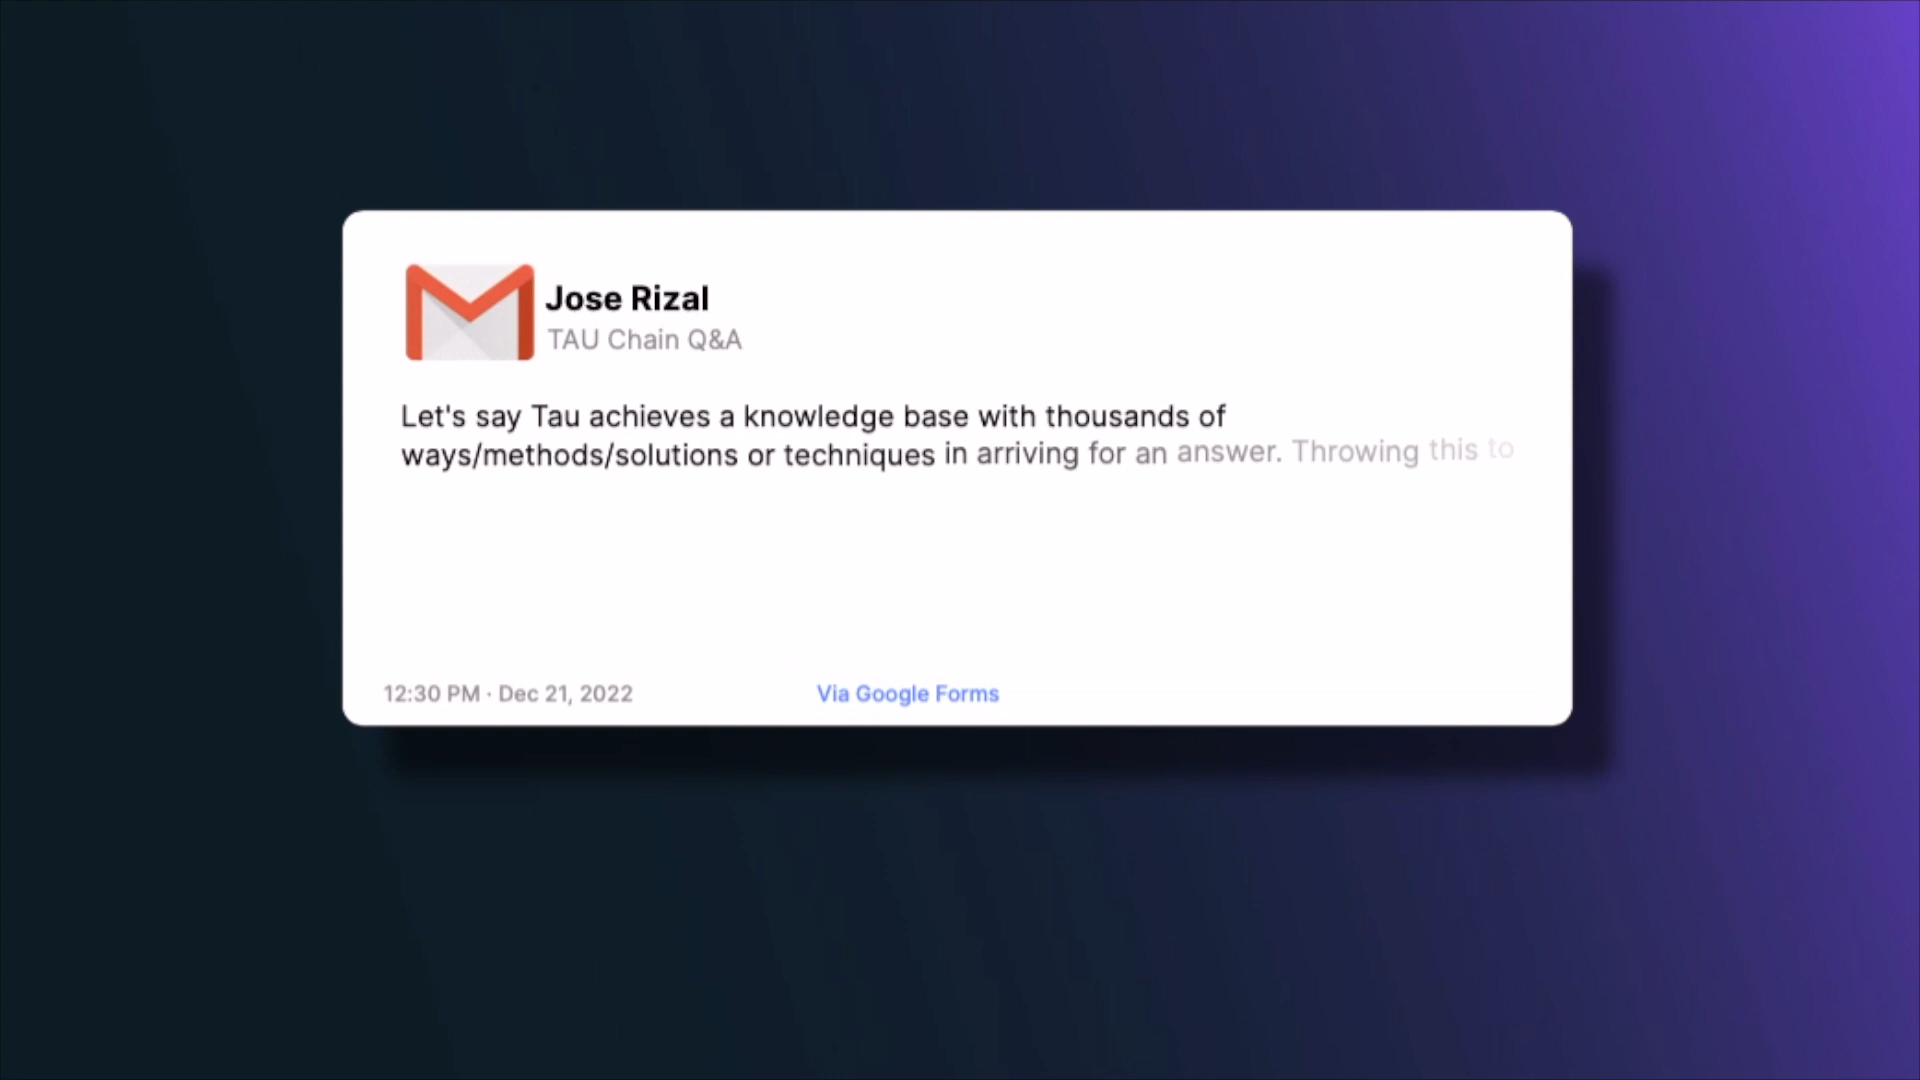 Jose Rizal
TAU Chain Q&A
Let's say Tau achieves a knowledge base with thousands of
ways/methods/solutions or techniques in arriving for an answer. Throwing this to
12:30 PM · Dec 21, 2022
Via Google Forms